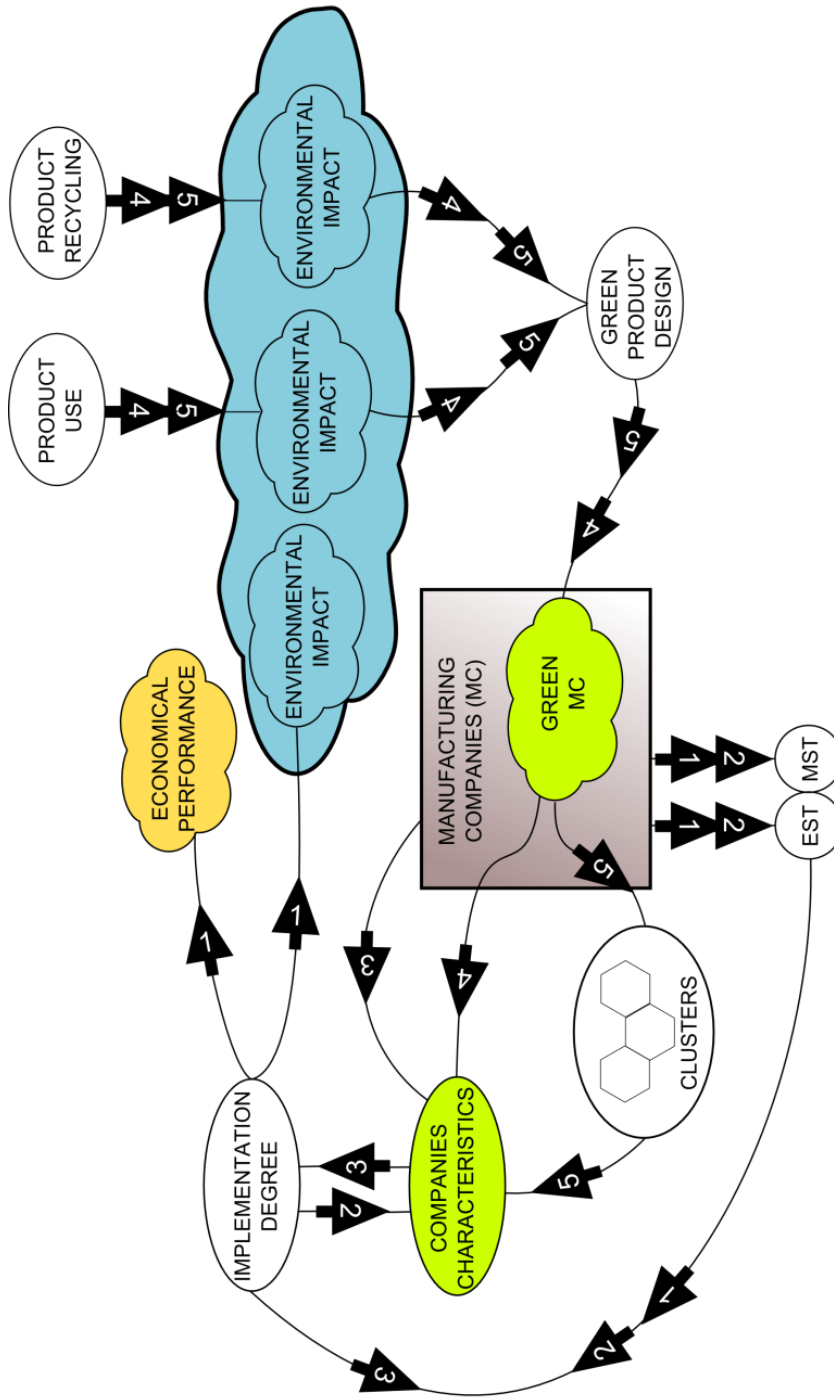 PRODUCT
USE
PRODUCT
RECYCLING
4
4
5
5
ECONOMICAL
PERFORMANCE
1
IMPLEMENTATION
DEGREE
1
ENVIRONMENTAL
IMPACT
ENVIRONMENTAL
IMPACT
ENVIRONMENTAL
IMPACT
2
3
3
3
4
4
5
5
COMPANIES
CHARACTERISTICS
4
MANUFACTURING
COMPANIES (MC)
GREEN
MC
4
5
GREEN
PRODUCT
DESIGN
5
5
CLUSTERS
2
1
1
1
2
2
EST
MST